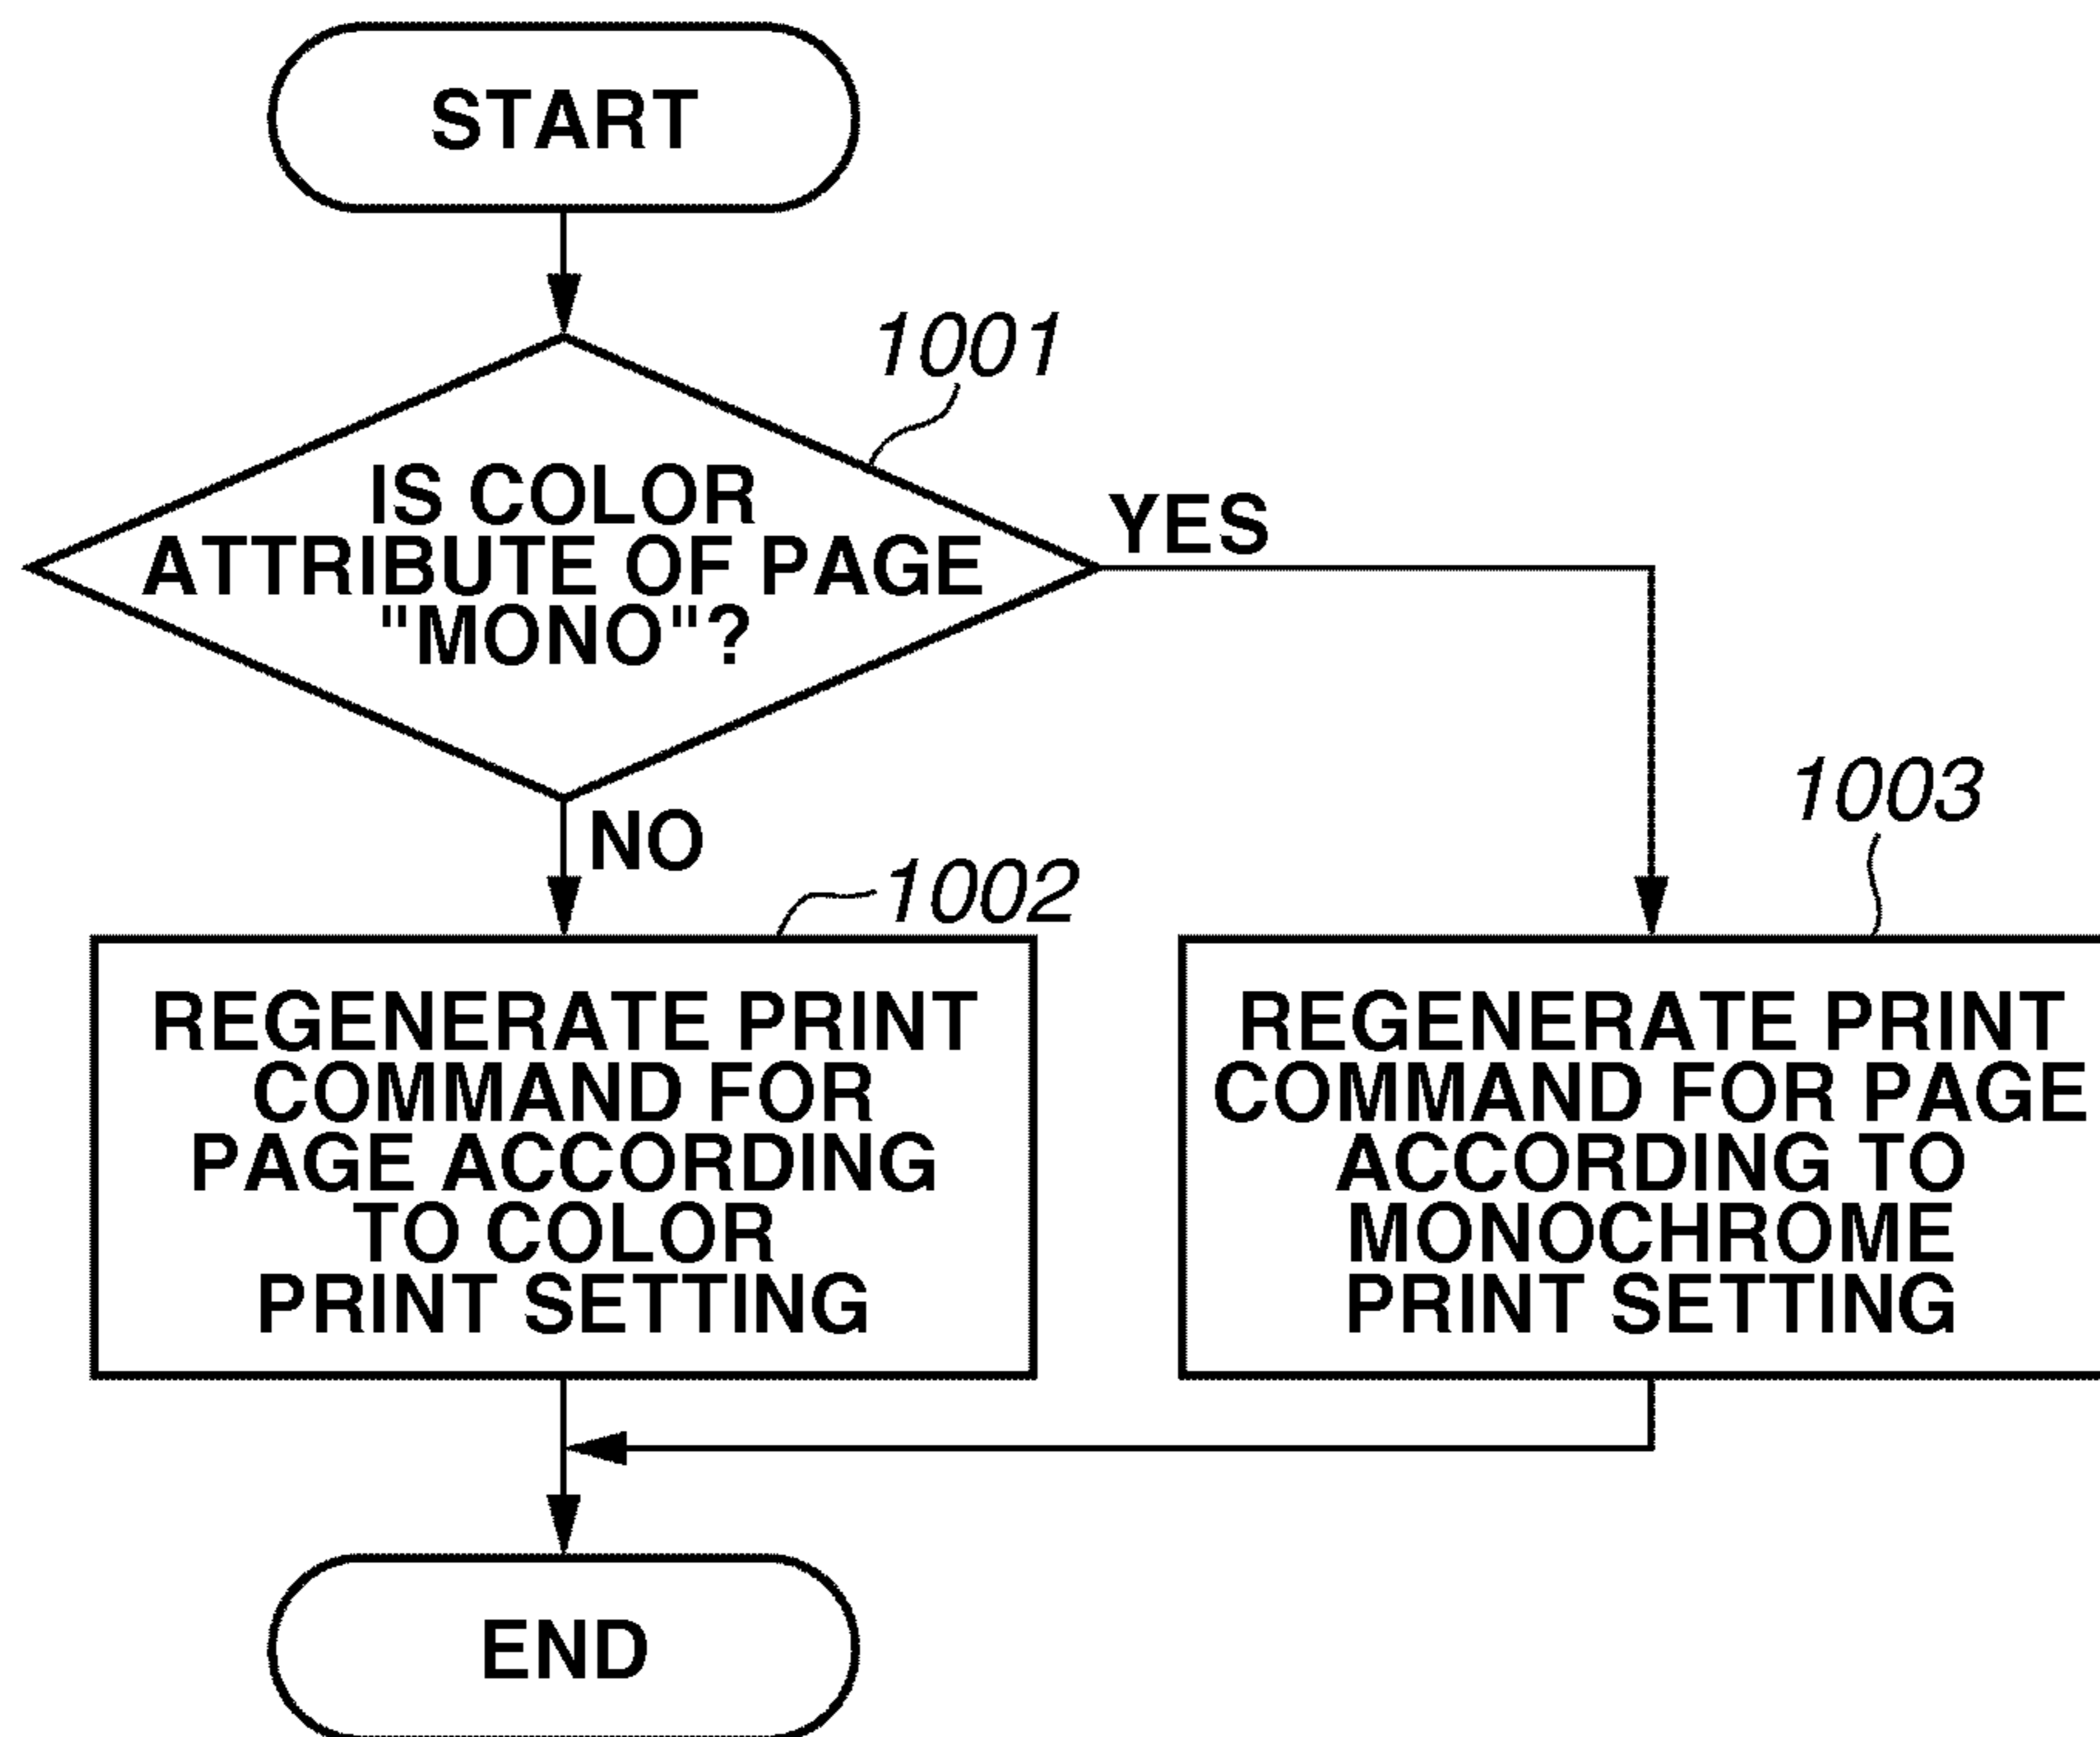 START
1001
IS COLOR
ATTRIBUTE OF PAGE
"MONO"?
YES
NO
1002
REGENERATE PRINT
COMMAND FOR
PAGE ACCORDING
TO COLOR
PRINT SETTING
1003
REGENERATE PRINT
COMMAND FOR PAGE
ACCORDING TO
MONOCHROME
PRINT SETTING
END